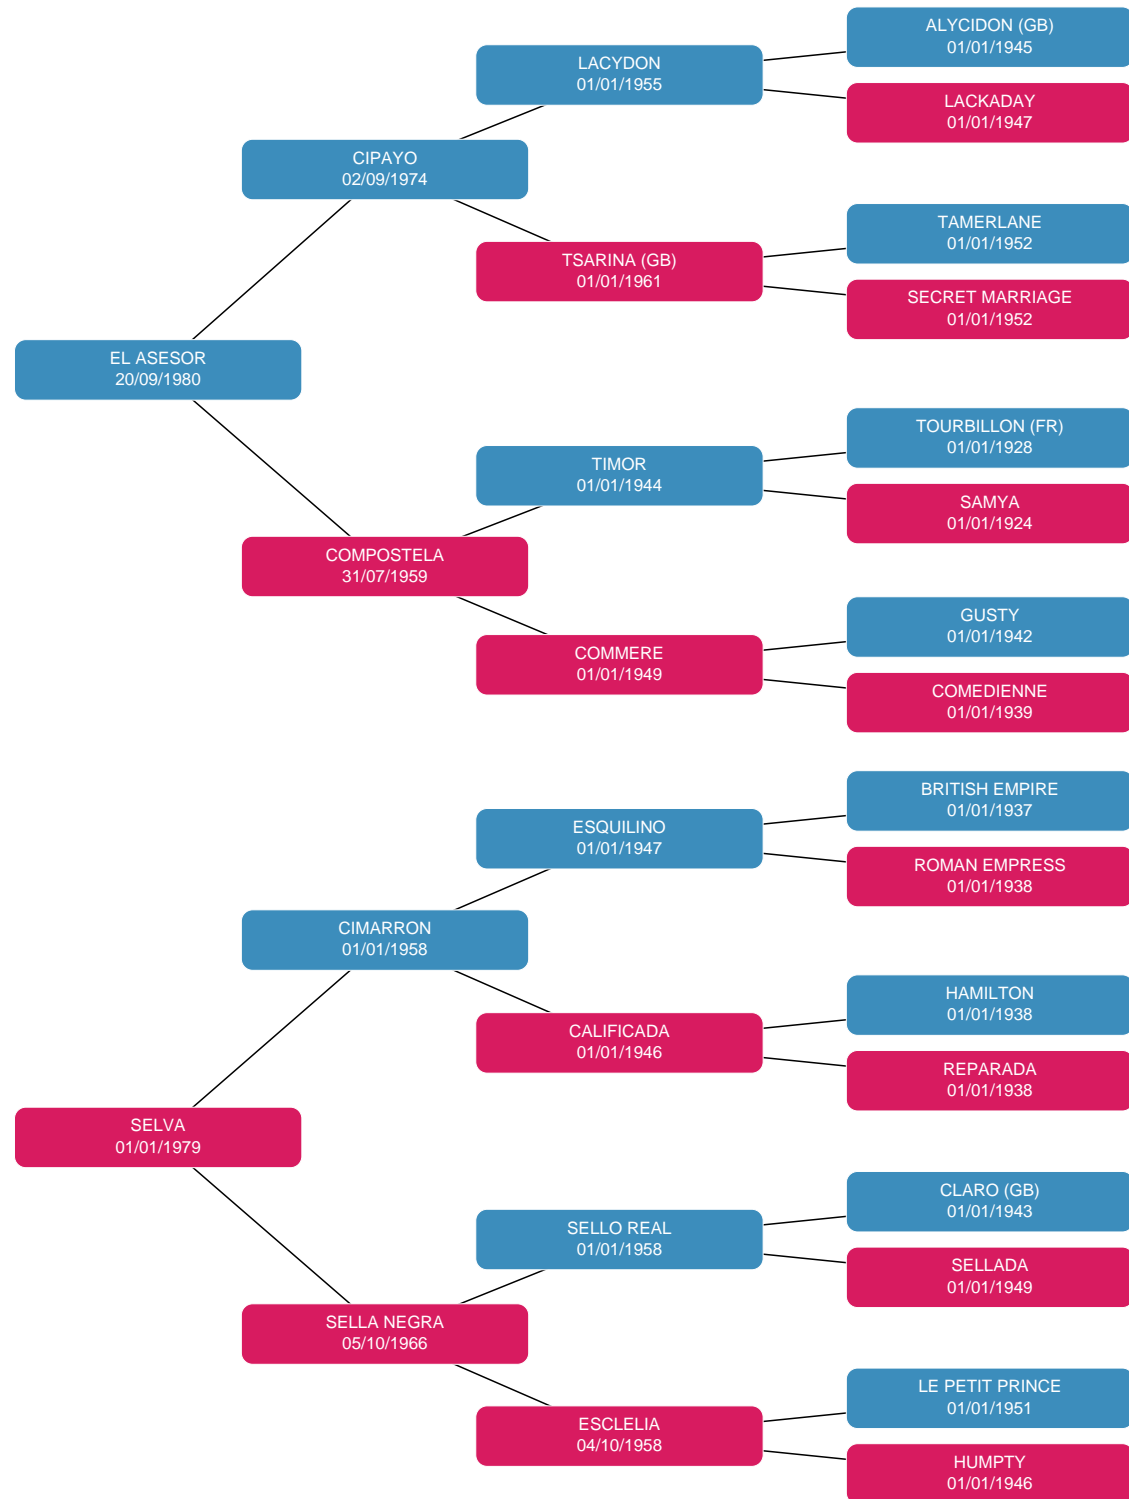 ALYCIDON (GB)
01/01/1945
LACYDON
01/01/1955
LACKADAY
01/01/1947
CIPAYO
02/09/1974
TAMERLANE
01/01/1952
TSARINA (GB)
01/01/1961
SECRET MARRIAGE
01/01/1952
EL ASESOR
20/09/1980
TOURBILLON (FR)
01/01/1928
TIMOR
01/01/1944
SAMYA
01/01/1924
COMPOSTELA
31/07/1959
GUSTY
01/01/1942
COMMERE
01/01/1949
COMEDIENNE
01/01/1939
BRITISH EMPIRE
01/01/1937
ESQUILINO
01/01/1947
ROMAN EMPRESS
01/01/1938
CIMARRON
01/01/1958
HAMILTON
01/01/1938
CALIFICADA
01/01/1946
REPARADA
01/01/1938
SELVA
01/01/1979
CLARO (GB)
01/01/1943
SELLO REAL
01/01/1958
SELLADA
01/01/1949
SELLA NEGRA
05/10/1966
LE PETIT PRINCE
01/01/1951
ESCLELIA
04/10/1958
HUMPTY
01/01/1946